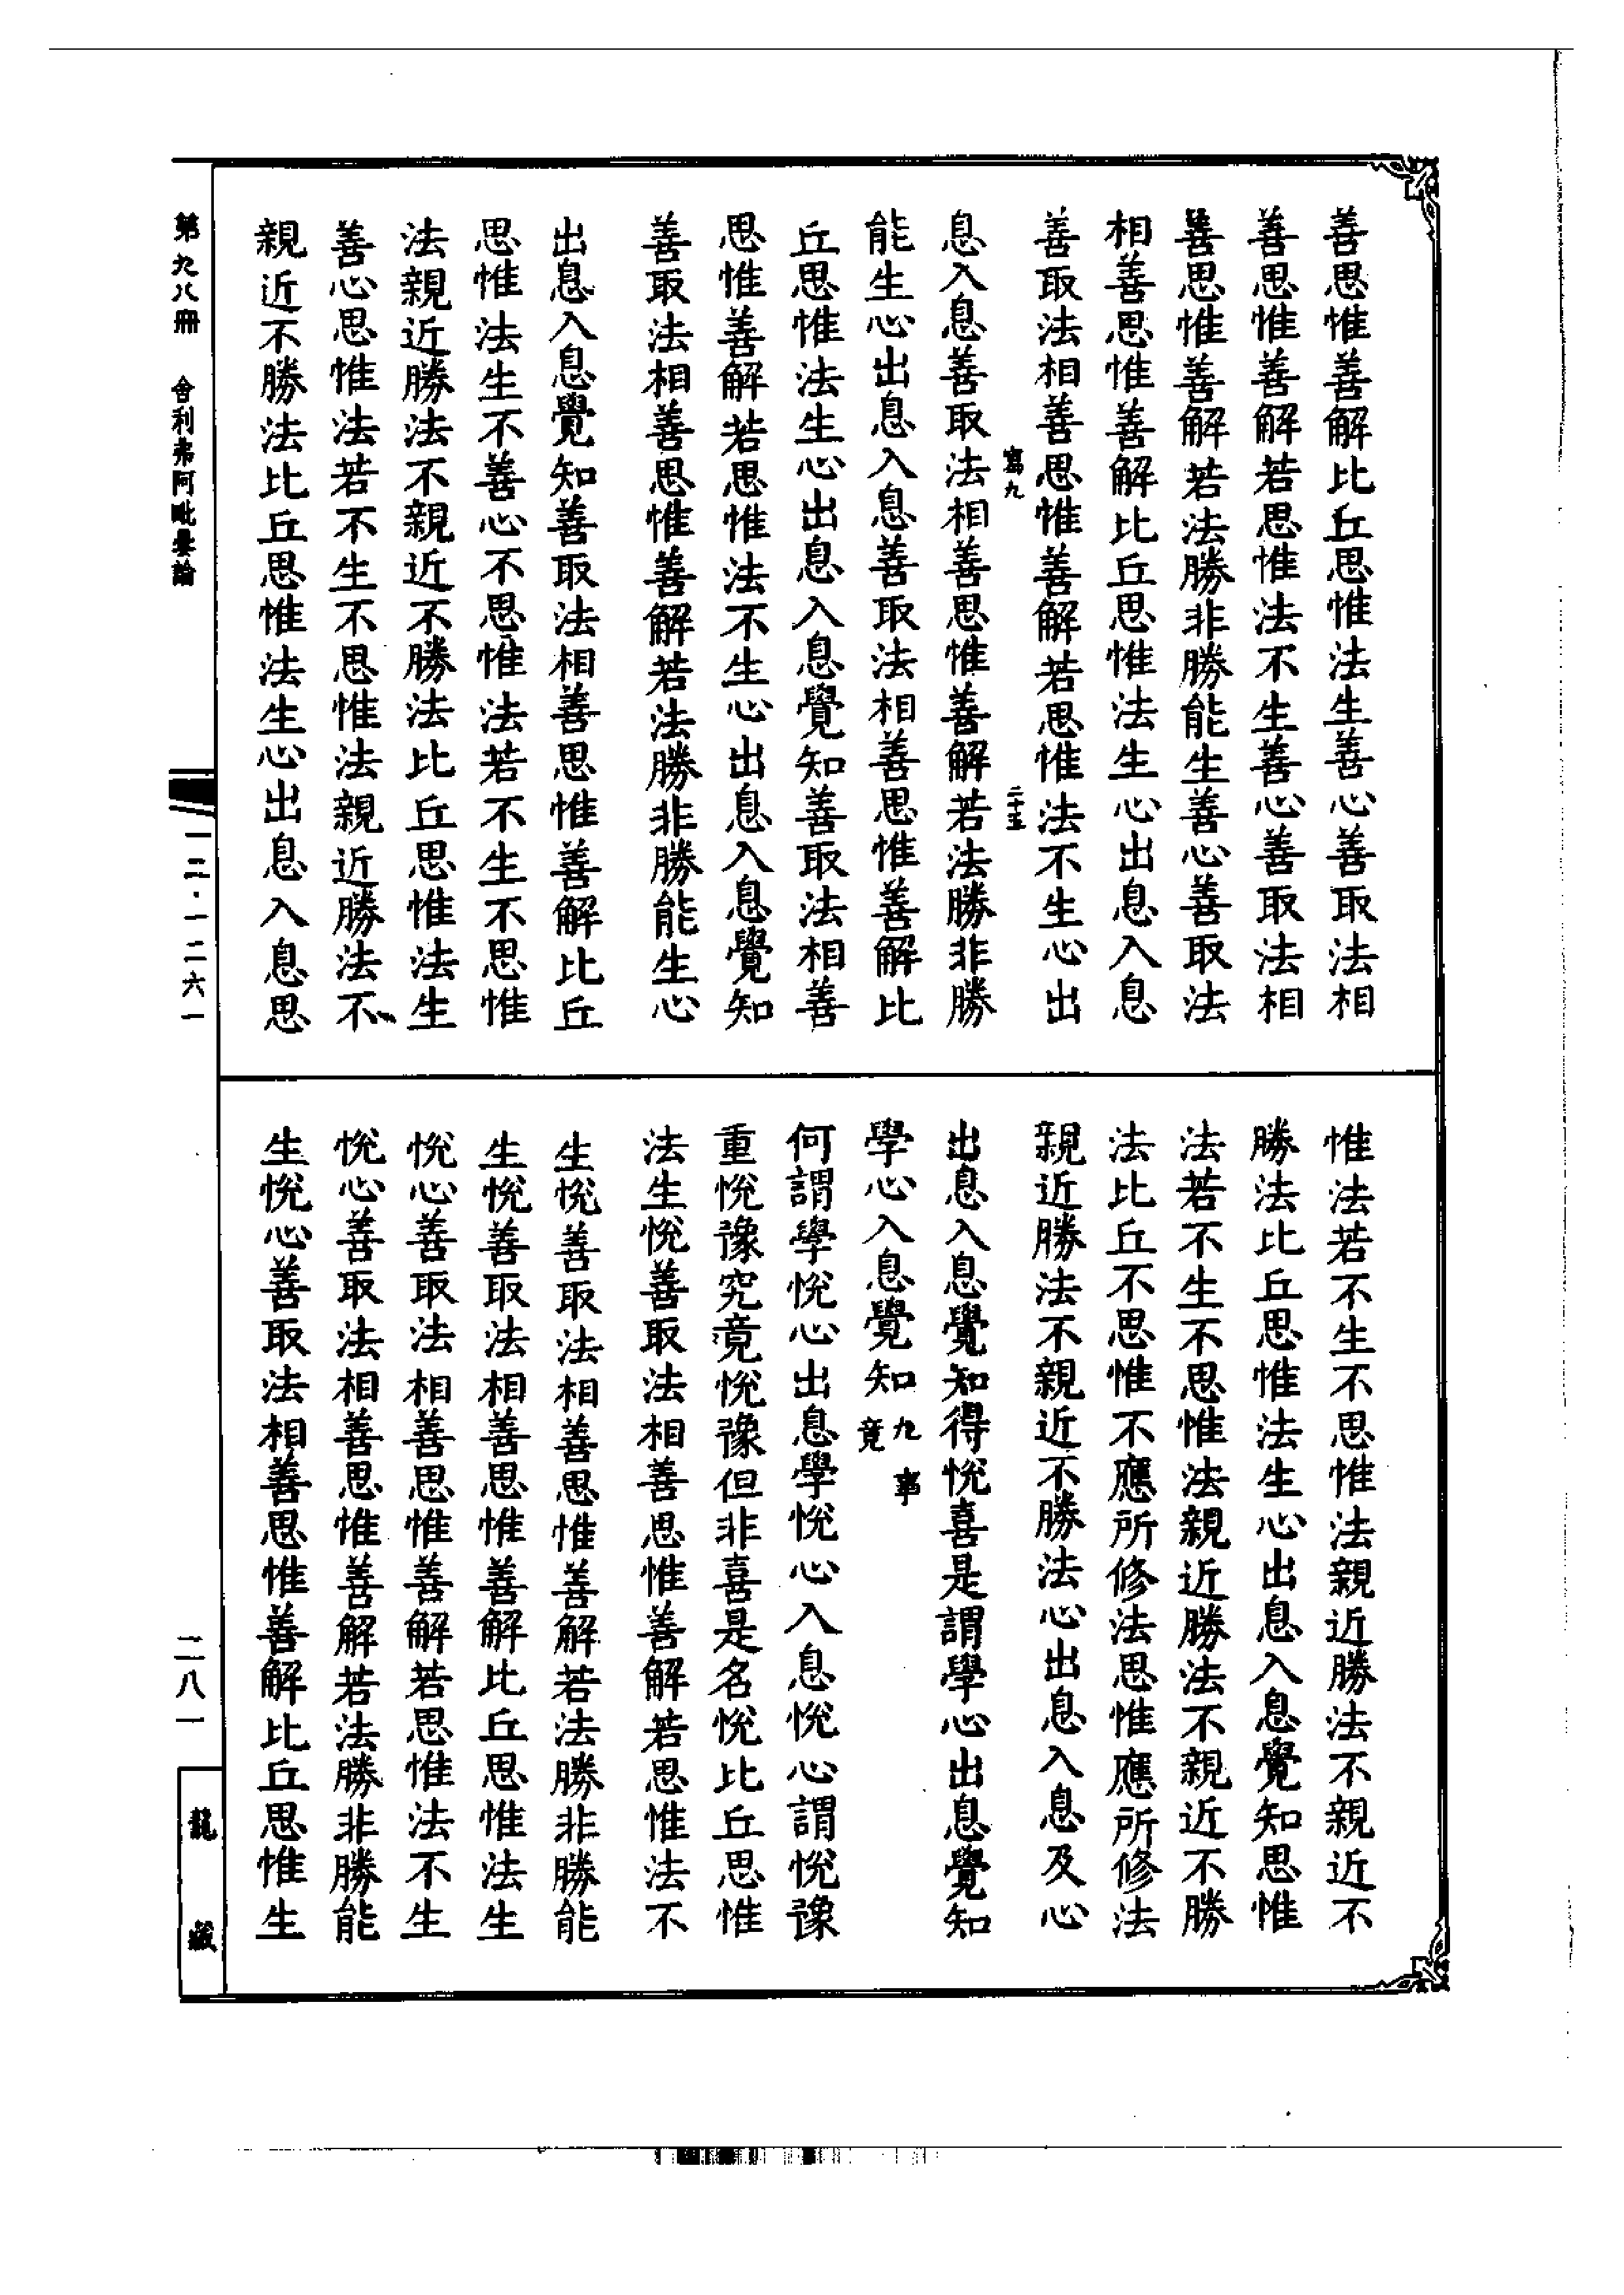 善思惟善解比丘思惟法生善心善取法相
善思惟善解若思惟法不生善心善取法相
善思惟善解若法勝非勝能生善心善取法
相善思惟善解比丘思惟法生心出息入息
善取法相善思惟善解若思惟法不生心出
寫九
二十五
息入息善取法相善思惟善解若法勝非勝
能生心出息入息善取法相善思惟善解比
丘思惟法生心出息入息覺知善取法相善
思惟善解若思惟法不生心出息入息覺知
善取法相善思惟善解若法勝非勝能生心
出息入息覺知善取法相善思惟善解比丘
思惟法生不善心不思惟法若不生不思惟
法親近勝法不親近不勝法比丘思惟法生
善心思惟法若不生不思惟法親近勝法不
親近不勝法比丘思惟法生心出息入息思
惟法若不生不思惟法親近勝法不親近不
勝法比丘思惟法生心出息入息覺知思惟
法若不生不思惟法親近勝法不親近不勝
法比丘不思惟不應所修法思惟應所修法
親近勝法不親近不勝法心出息入息及心
出息入息覺知得悅喜是謂學心出息覺知
學心入息覺知九事竟
何謂學悅心出息學悅心入息悅心謂悅豫
重悅豫究竟悅豫但非喜是名悅比丘思惟
法生悅善取法相善思惟善解若思惟法不
生悅善取法相善思惟善解若法勝非勝能
生悅善取法相善思惟善解比丘思惟法生
悅心善取法相善思惟善解若思惟法不生
悅心善取法相善思惟善解若法勝非勝能
生悅心善取法相善思惟善解比丘思惟生
第九八冊 舍利弗阿毗曇論
一二·一二六一
二八一
龍藏